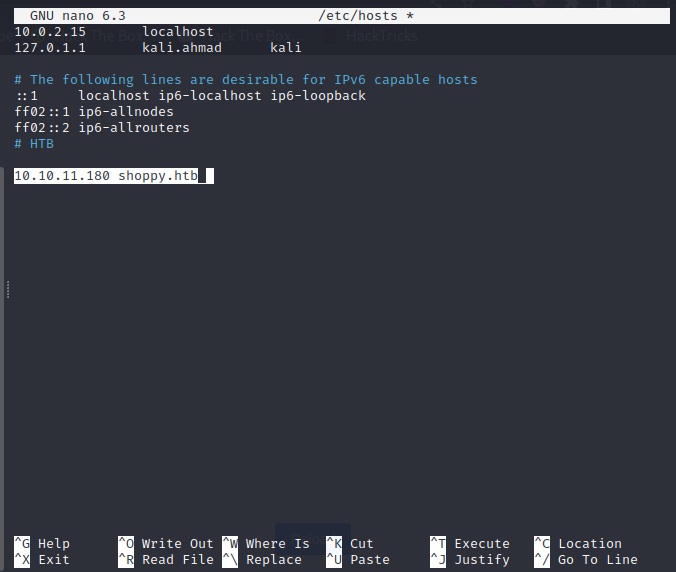 GNU nano 6.3 /etc/hosts *
10.0.2.15 localhost
127.0.1.1 kali.ahmad kali
# The following lines are desirable for IPv6 capable hosts
::1 localhost ip6-localhost ip6-loopback
ff02::1 ip6-allnodes
ff02::2 ip6-allrouters
# HTB
10.10.11.180 shoppy.htb
^G Help ^O Write Out ^W Where Is ^K Cut ^T Execute ^C Location
^X Exit ^R Read File ^\ Replace ^U Paste ^J Justify ^/ Go To Line
HackTricks